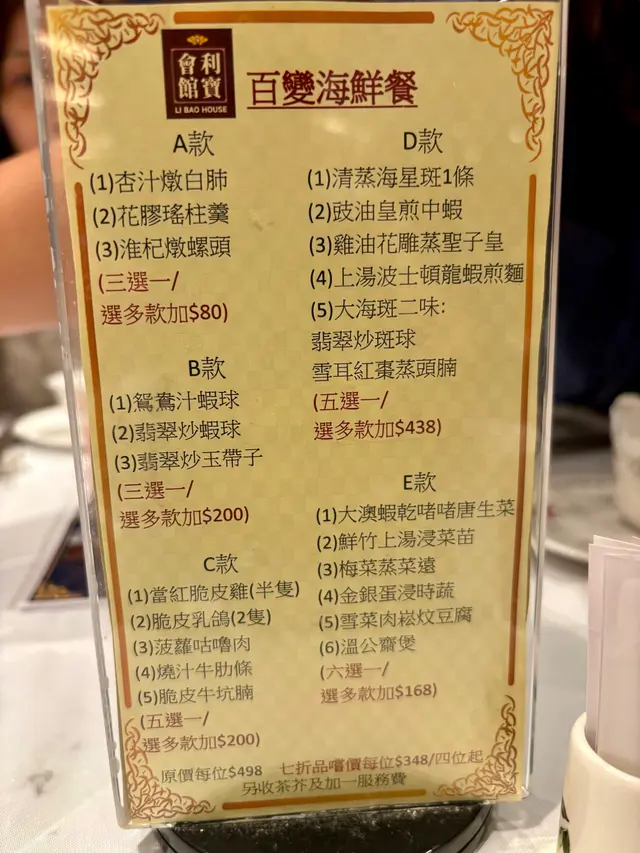 利寶會館
LI BAO HOUSE
百變海鮮餐
A款
(1)杏汁燉白肺
(2)花膠瑤柱羹
(3)淮杞燉螺頭
(三選一/
選多款加$80)
B款
(1)鴛鴦汁蝦球
(2)翡翠炒蝦球
(3)翡翠炒玉帶子
(三選一/
選多款加$200)
C款
(1)當紅脆皮雞(半隻)
(2)脆皮乳鴿(2隻)
(3)菠蘿咕嚕肉
(4)燒汁牛肋條
(5)脆皮牛坑腩
(五選一/
選多款加$200)
D款
(1)清蒸海星斑1條
(2)豉油皇煎中蝦
(3)雞油花雕蒸聖子皇
(4)上湯波士頓龍蝦煎麵
(5)大海斑二味:
翡翠炒斑球
雪耳紅棗蒸頭腩
(五選一/
選多款加$438)
E款
(1)大澳蝦乾啫啫唐生菜
(2)鮮竹上湯浸菜苗
(3)梅菜蒸菜遠
(4)金銀蛋浸時蔬
(5)雪菜肉崧炆豆腐
(6)溫公齋煲
(六選一/
選多款加$168)
原價每位$498 七折品嚐價每位$348/四位起
另收茶芥及加一服務費